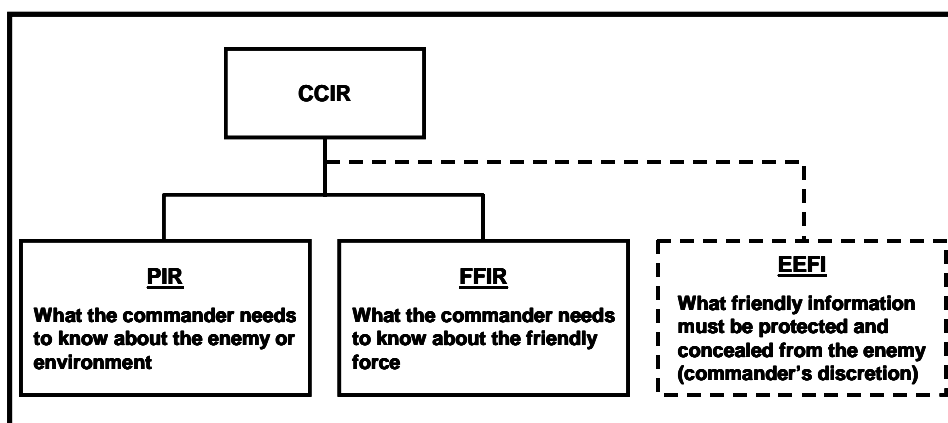 CCIR
PIR
What the commander needs
to know about the enemy or
environment
FFIR
What the commander needs
to know about the friendly
force
EEFI
What friendly information
must be protected and
concealed from the enemy
(commander's discretion)